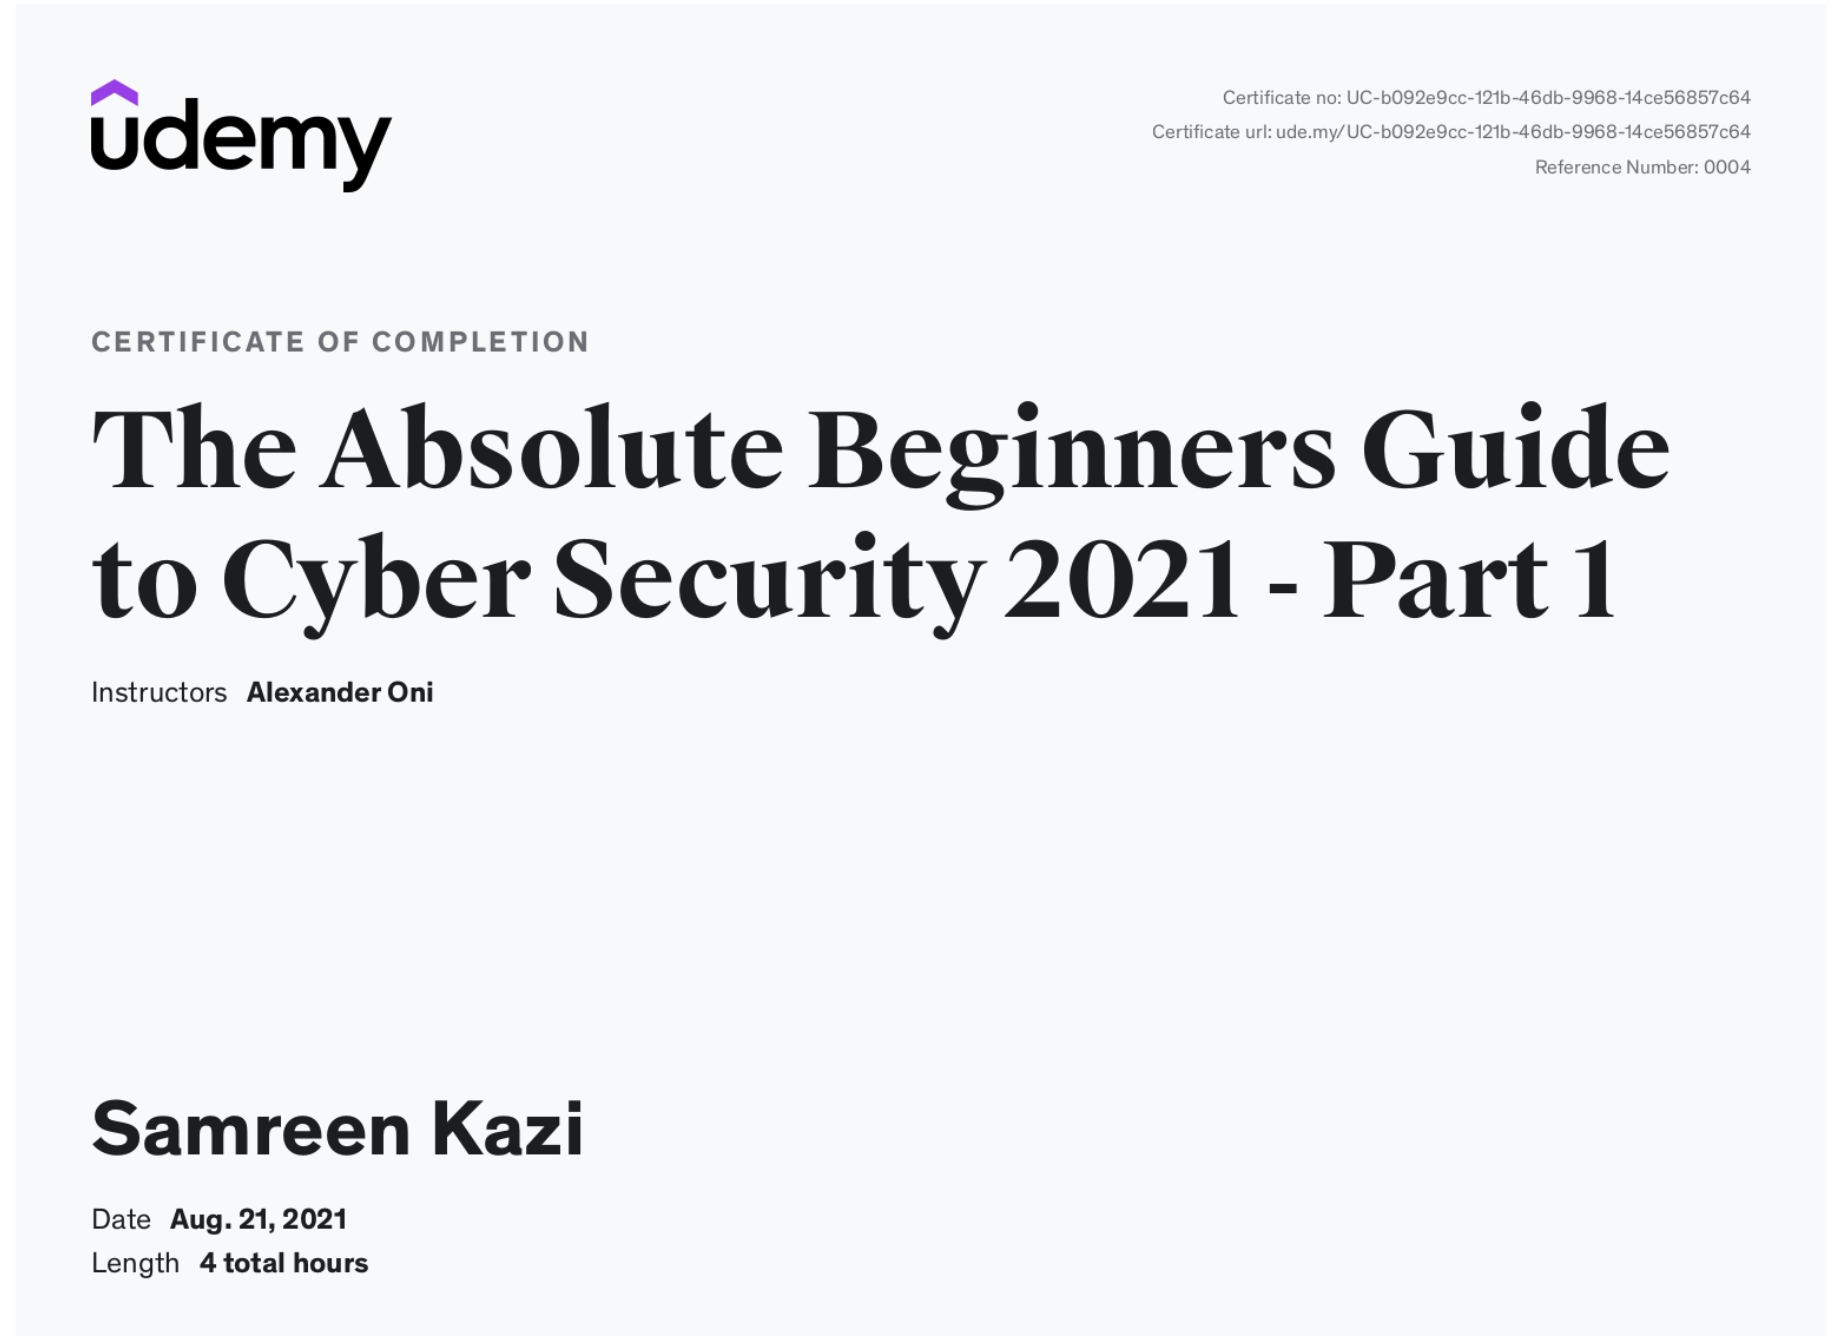 udemy
Certificate no: UC-b092e9cc-121b-46db-9968-14ce56857c64
Certificate url: ude.my/UC-b092e9cc-121b-46db-9968-14ce56857c64
Reference Number: 0004
CERTIFICATE OF COMPLETION
The Absolute Beginners Guide
to Cyber Security 2021 - Part 1
Instructors Alexander Oni
Samreen Kazi
Date Aug. 21, 2021
Length 4 total hours